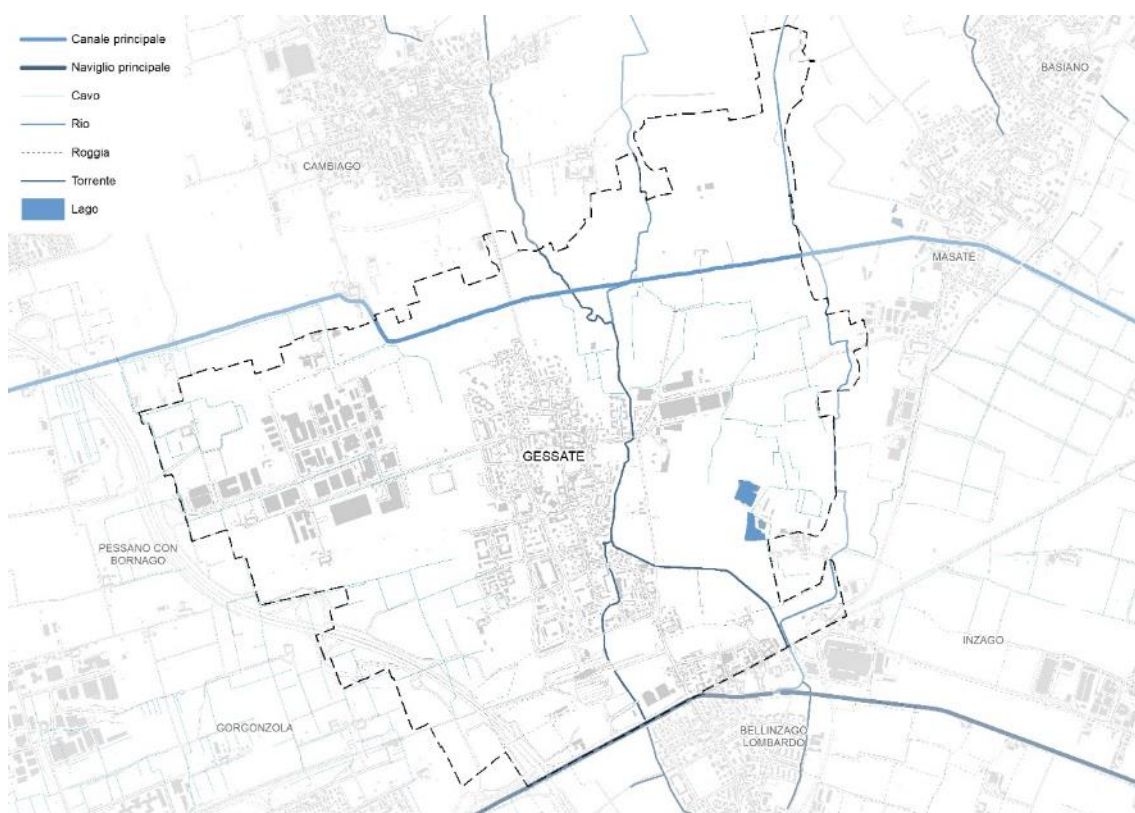 Canale principale
Naviglio principale
Cavo
Rio
Roggia
Torrente
Lago
BASIANO
CAMBIAGO
MASATE
GESSATE
PESSANO CON
BORNAGO
INZAGO
GORGONZOLA
BELLINZAGO
LOMBARDO